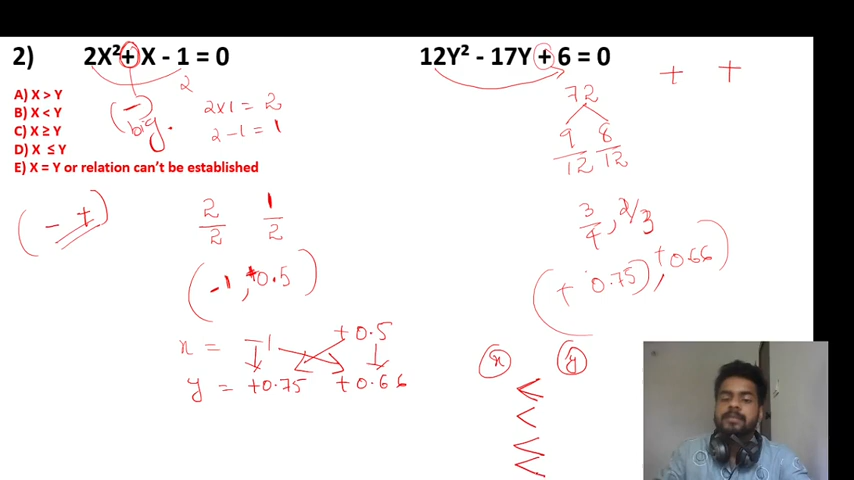 2) 2X² + X - 1 = 0
12Y² - 17Y + 6 = 0
A) X > Y
B) X < Y
C) X ≥ Y
D) X ≤ Y
E) X = Y or relation can't be established
2
(-)
big.
2x1 = 2
2-1 = 1
(- +)
2/2 1/2
(-1, +0.5)
x = -1 +0.5
y = +0.75 +0.66
+ +
72
9/12 8/12
3/4, 2/3
(+0.75, +0.66)
x y
<
<
<
<